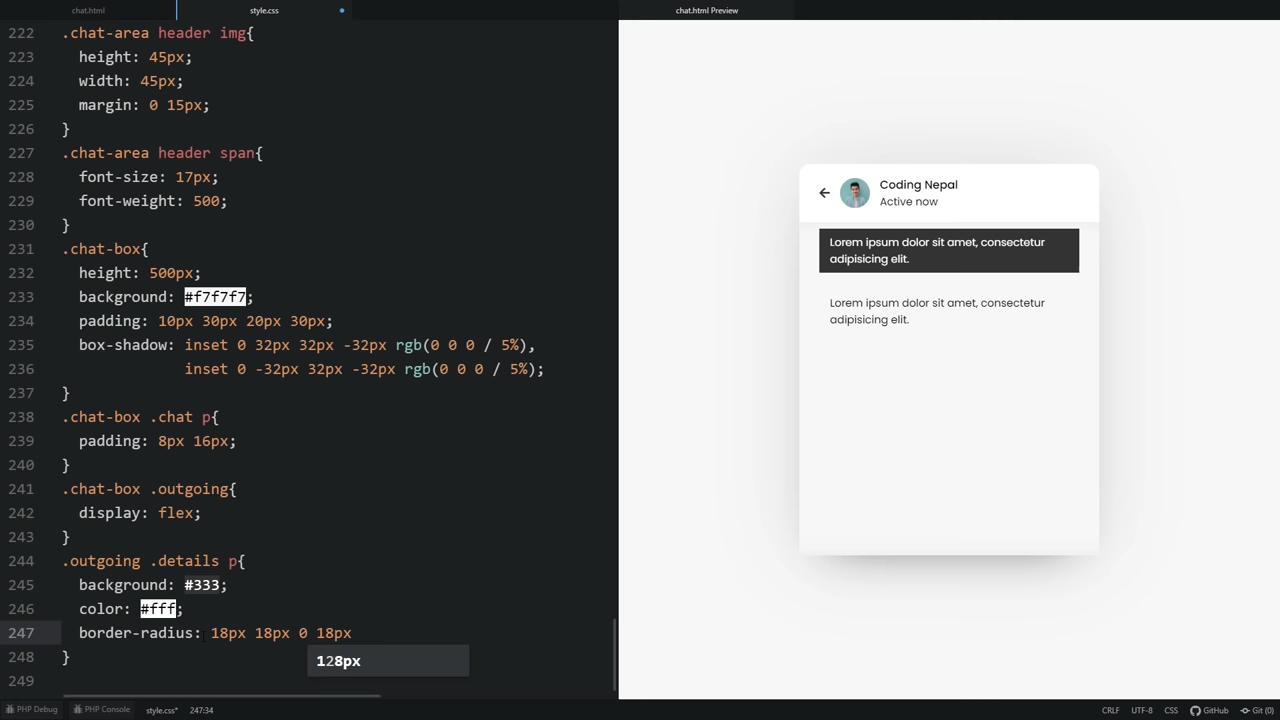 chat.html
style.css
chat.html Preview
222 .chat-area header img{
223 height: 45px;
224 width: 45px;
225 margin: 0 15px;
226 }
227 .chat-area header span{
228 font-size: 17px;
229 font-weight: 500;
230 }
231 .chat-box{
232 height: 500px;
233 background: #f7f7f7;
234 padding: 10px 30px 20px 30px;
235 box-shadow: inset 0 32px 32px -32px rgb(0 0 0 / 5%),
236 inset 0 -32px 32px -32px rgb(0 0 0 / 5%);
237 }
238 .chat-box .chat p{
239 padding: 8px 16px;
240 }
241 .chat-box .outgoing{
242 display: flex;
243 }
244 .outgoing .details p{
245 background: #333;
246 color: #fff;
247 border-radius: 18px 18px 0 18px
128px
248 }
249
Coding Nepal
Active now
Lorem ipsum dolor sit amet, consectetur
adipisicing elit.
Lorem ipsum dolor sit amet, consectetur
adipisicing elit.
PHP Debug PHP Console style.css* 247:34 CRLF UTF-8 CSS GitHub Git (0)